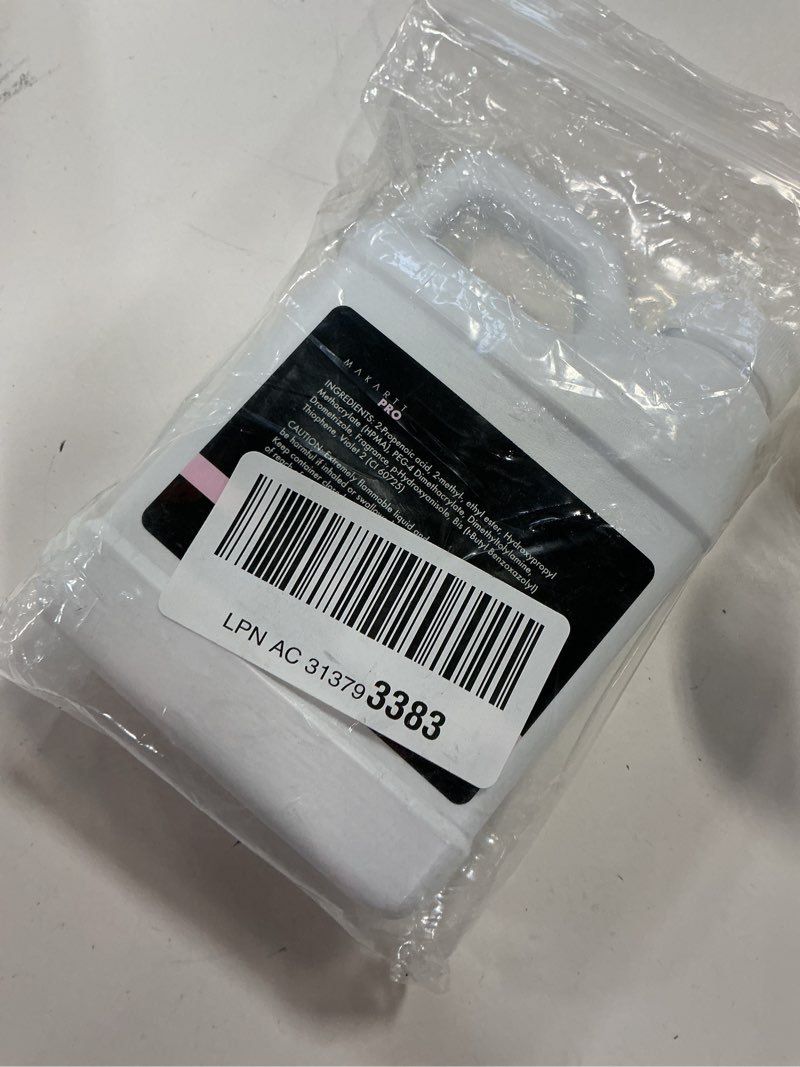 MAKARTT
PRO
INGREDIENTS: 2-Propenoic acid, 2-methyl-, ethyl ester, Hydroxypropyl
Methacrylate (HPMA), PEG-4 Dimethacrylate, Dimethyltolylamine,
Drometrizole, Fragrance, p-Hydroxyanisole, Bis (t-Butyl Benzoxazolyl)
Thiophene, Violet 2 (CI 60725)
CAUTION: Extremely flammable liquid and
be harmful if inhaled or swallow
Keep container clos
of reach
LPN AC 313793383